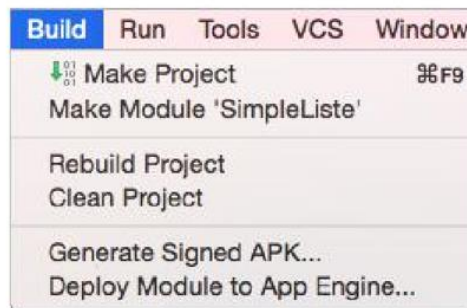 Build Run Tools VCS Window
Make Project ⌘F9
Make Module 'SimpleListe'
Rebuild Project
Clean Project
Generate Signed APK...
Deploy Module to App Engine...